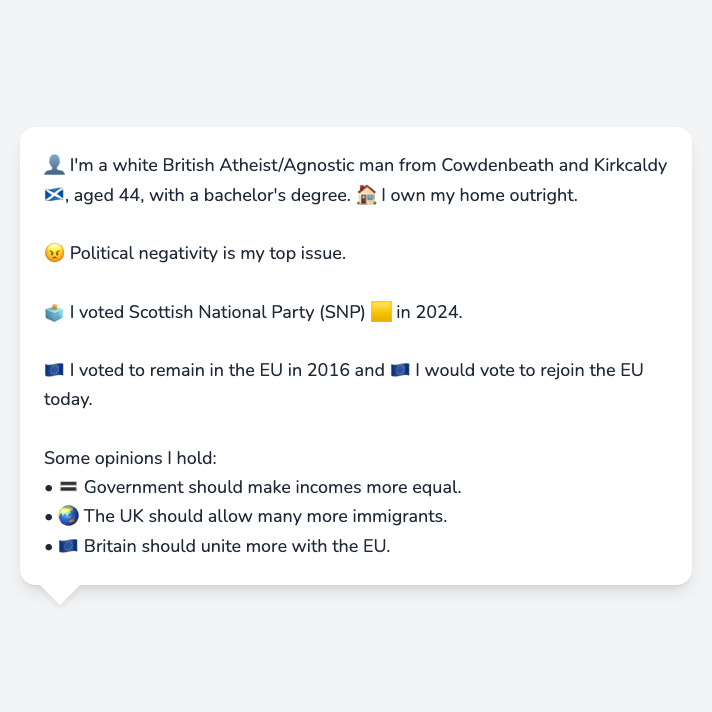 👤 I'm a white British Atheist/Agnostic man from Cowdenbeath and Kirkcaldy
🏴󠁧󠁢󠁳󠁣󠁴󠁿, aged 44, with a bachelor's degree. 🏠 I own my home outright.
😠 Political negativity is my top issue.
🗳️ I voted Scottish National Party (SNP) 🟨 in 2024.
🇪🇺 I voted to remain in the EU in 2016 and 🇪🇺 I would vote to rejoin the EU
today.
Some opinions I hold:
• 🟰 Government should make incomes more equal.
• 🌏 The UK should allow many more immigrants.
• 🇪🇺 Britain should unite more with the EU.